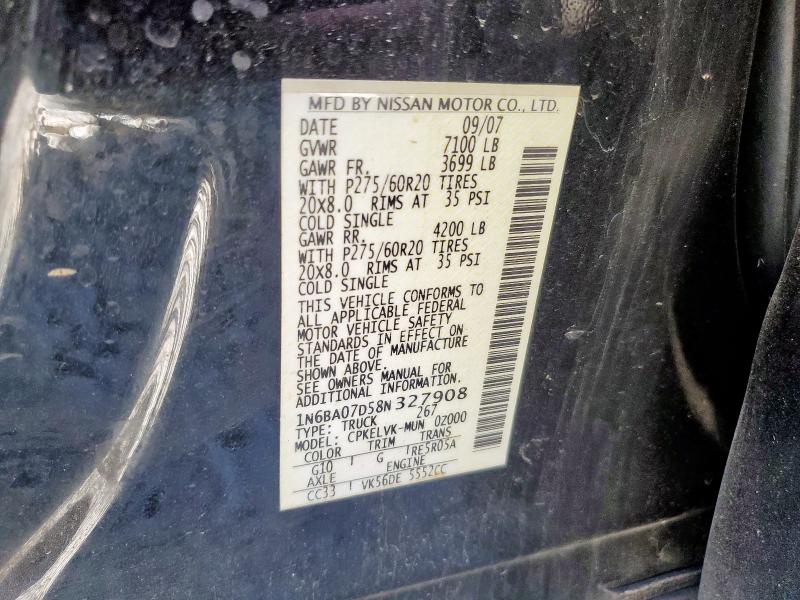 MFD BY NISSAN MOTOR CO., LTD.
DATE 09/07
GVWR 7100 LB
GAWR FR. 3699 LB
WITH P275/60R20 TIRES
20X8.0 RIMS AT 35 PSI
COLD SINGLE
GAWR RR. 4200 LB
WITH P275/60R20 TIRES
20X8.0 RIMS AT 35 PSI
COLD SINGLE
THIS VEHICLE CONFORMS TO
ALL APPLICABLE FEDERAL
MOTOR VEHICLE SAFETY
STANDARDS IN EFFECT ON
THE DATE OF MANUFACTURE
SHOWN ABOVE.
SEE OWNERS MANUAL FOR
ADDITIONAL INFORMATION.
1N6BA07D58N327908
TYPE: TRUCK 267
MODEL: CPKELVK-MUN 0Z000
COLOR TRIM TRANS
G10 G TRE5R05A
AXLE ENGINE
CC33 VK56DE 5552CC